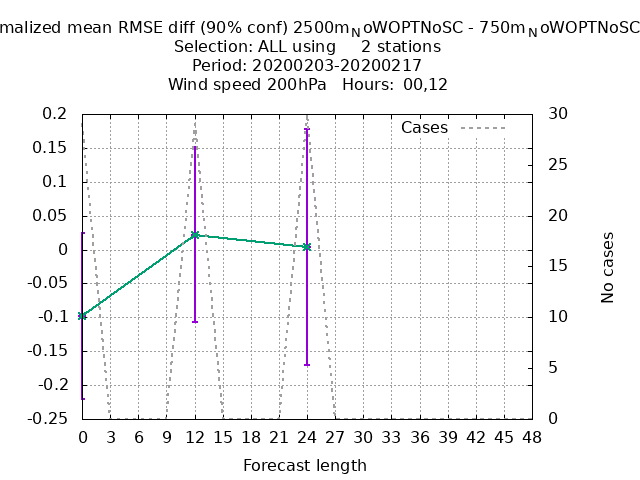 malized mean RMSE diff (90% conf) 2500mNoWOPTNoSC - 750mNoWOPTNoSC
Selection: ALL using 2 stations
Period: 20200203-20200217
Wind speed 200hPa Hours: 00,12
Cases
0.2
0.15
0.1
0.05
0
-0.05
-0.1
-0.15
-0.2
-0.25
30
25
20
15
10
5
0
No cases
0 3 6 9 12 15 18 21 24 27 30 33 36 39 42 45 48
Forecast length